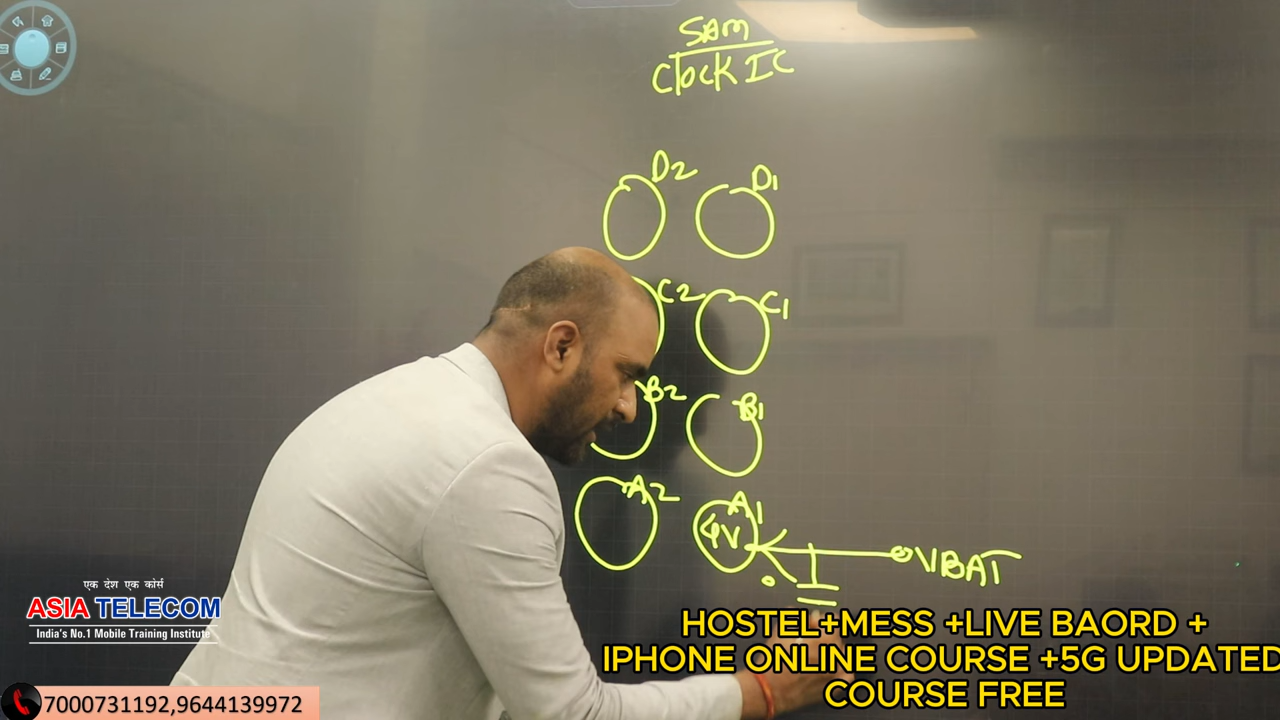 SAM
Clock IC
D2 D1
C2 C1
B2 B1
A2 A1
4V
VBAT
एक देश एक कोर्स
ASIA TELECOM
India's No.1 Mobile Training Institute
7000731192,9644139972
HOSTEL+MESS +LIVE BAORD +
IPHONE ONLINE COURSE +5G UPDATED
COURSE FREE